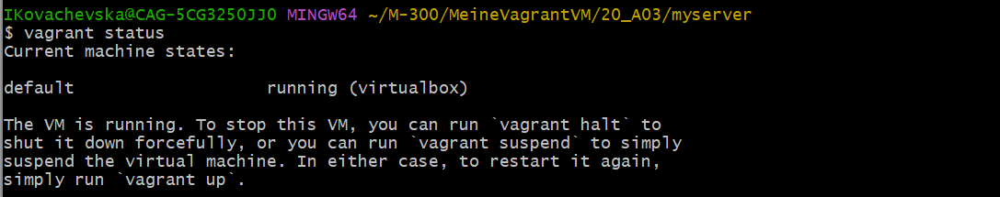 IKovachevska@CAG-5CG3250JJ0 MINGW64 ~/M-300/MeineVagrantVM/20_A03/myserver
$ vagrant status
Current machine states:
default                   running (virtualbox)
The VM is running. To stop this VM, you can run `vagrant halt` to
shut it down forcefully, or you can run `vagrant suspend` to simply
suspend the virtual machine. In either case, to restart it again,
simply run `vagrant up`.